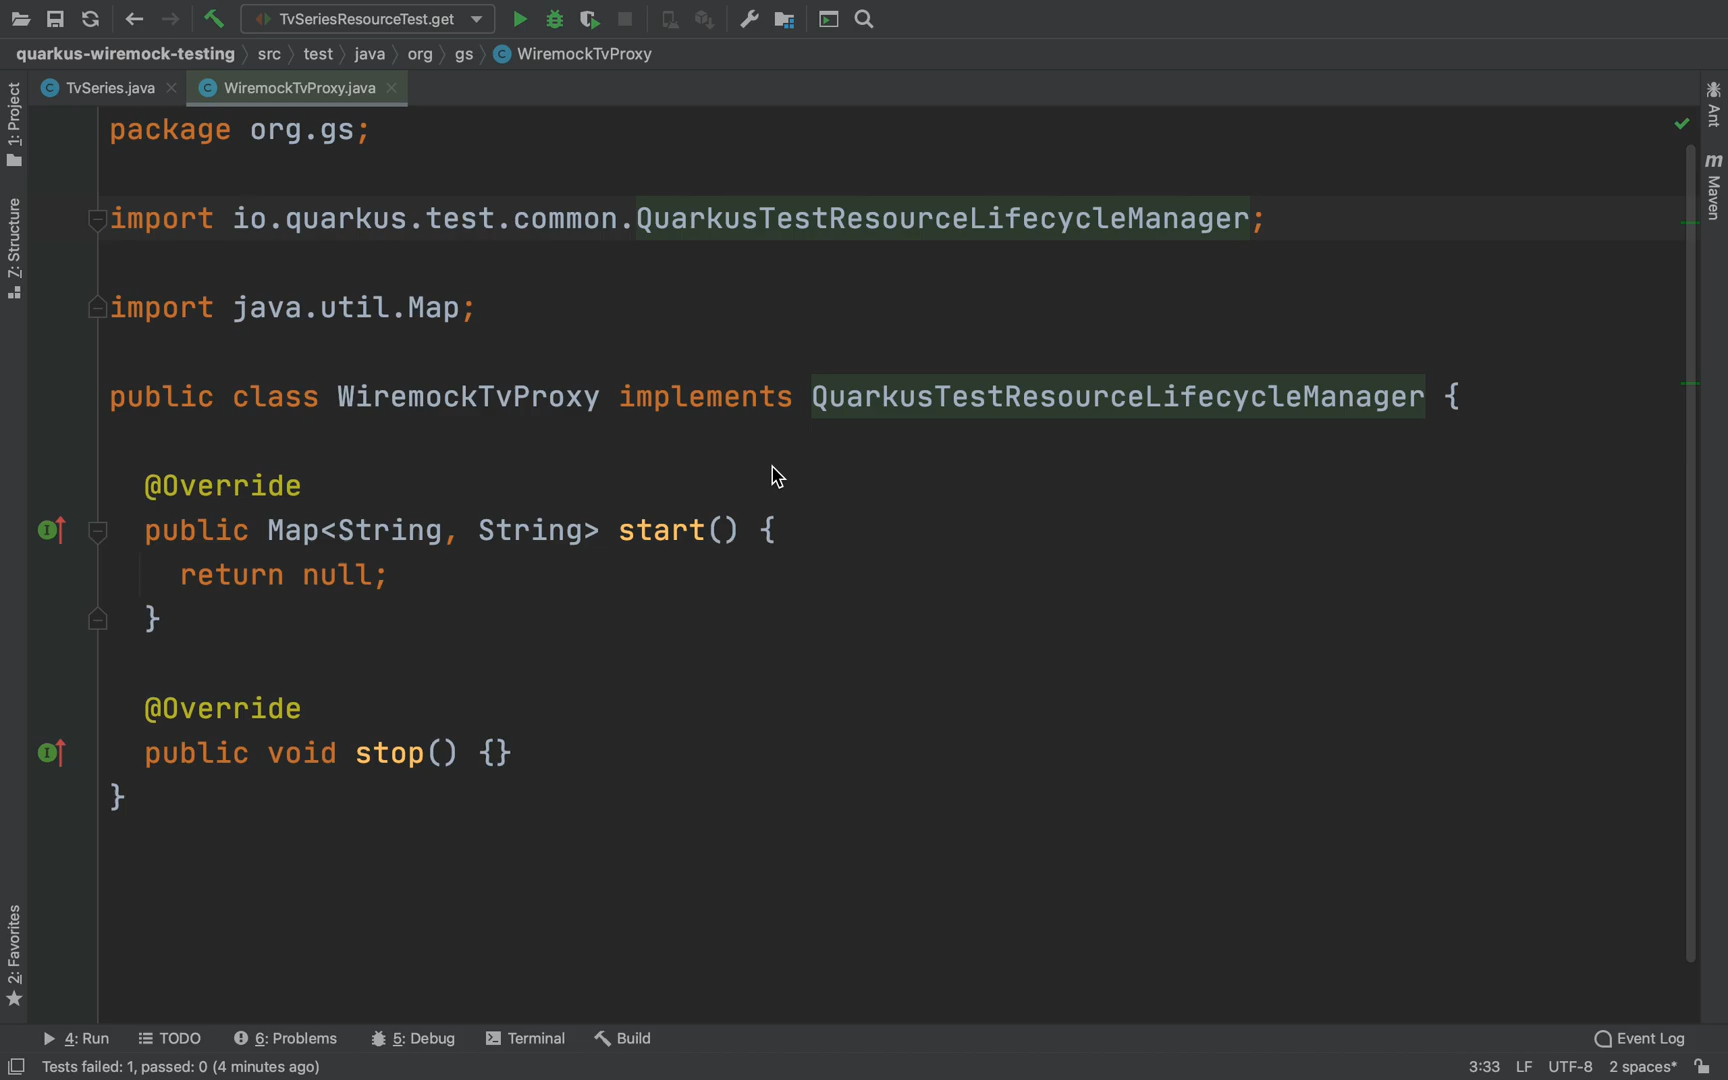 TvSeriesResourceTest.get
quarkus-wiremock-testing src test java org gs WiremockTvProxy
TvSeries.java WiremockTvProxy.java
1: Project
7: Structure
2: Favorites
Ant
Maven
package org.gs;
import io.quarkus.test.common.QuarkusTestResourceLifecycleManager;
import java.util.Map;
public class WiremockTvProxy implements QuarkusTestResourceLifecycleManager {
@Override
public Map<String, String> start() {
return null;
}
@Override
public void stop() {}
}
4: Run TODO 6: Problems 5: Debug Terminal Build Event Log
Tests failed: 1, passed: 0 (4 minutes ago) 3:33 LF UTF-8 2 spaces*